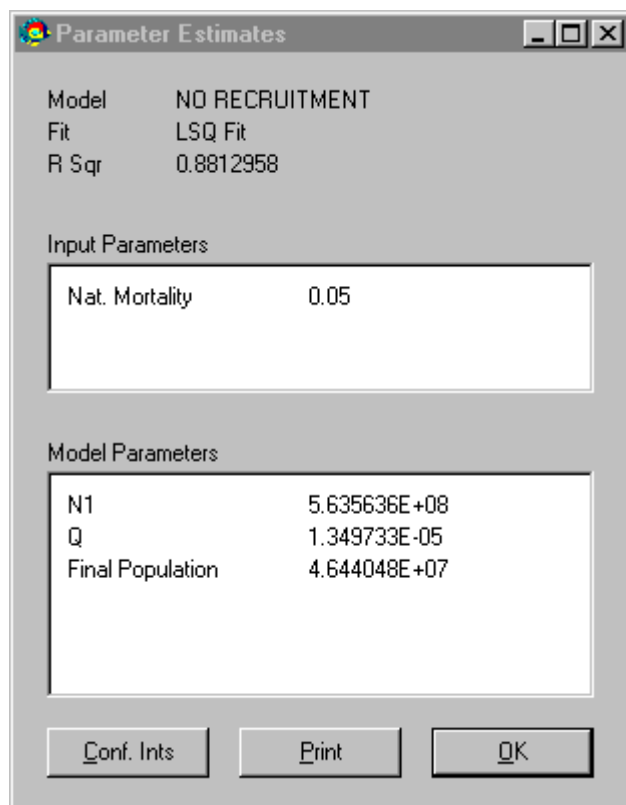 Parameter Estimates
Model NO RECRUITMENT
Fit LSQ Fit
R Sqr 0.8812958
Input Parameters
Nat. Mortality 0.05
Model Parameters
N1 5.635636E+08
Q 1.349733E-05
Final Population 4.644048E+07
Conf. Ints Print OK